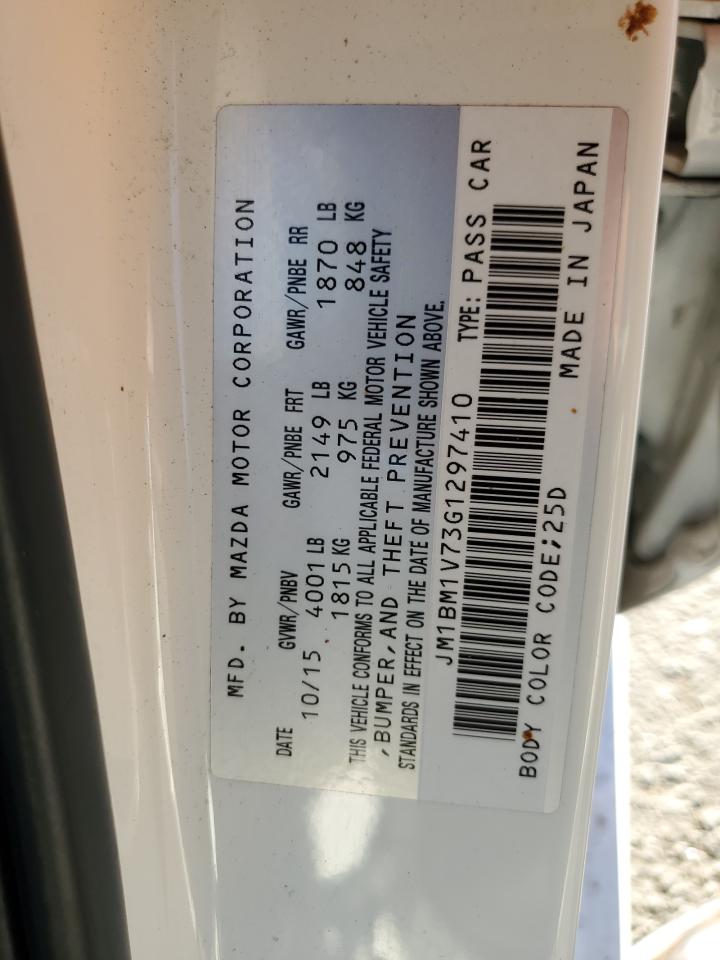 MFD. BY MAZDA MOTOR CORPORATION
DATE GVWR/PNBV GAWR/PNBE FRT GAWR/PNBE RR
10/15 4001 LB 2149 LB 1870 LB
1815 KG 975 KG 848 KG
THIS VEHICLE CONFORMS TO ALL APPLICABLE FEDERAL MOTOR VEHICLE SAFETY
,BUMPER,AND THEFT PREVENTION
STANDARDS IN EFFECT ON THE DATE OF MANUFACTURE SHOWN ABOVE.
JM1BM1V73G1297410 TYPE: PASS CAR
BODY COLOR CODE;25D MADE IN JAPAN